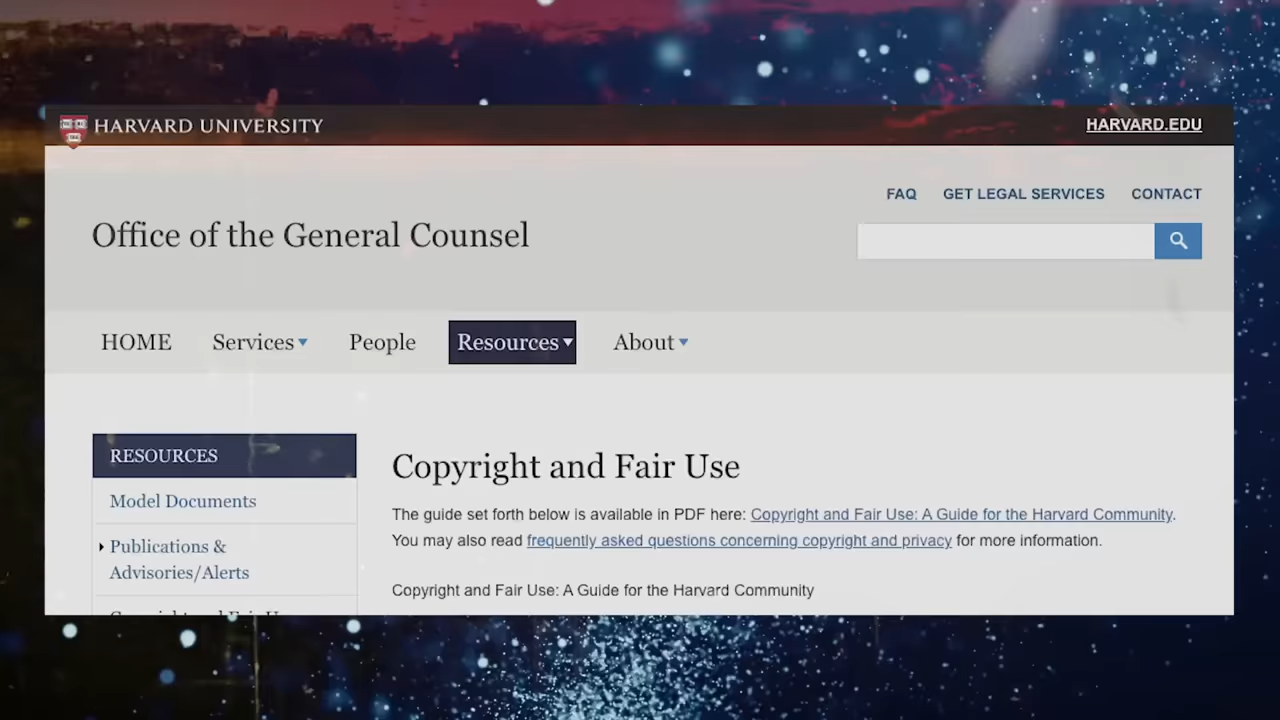 HARVARD UNIVERSITY
HARVARD.EDU
FAQ GET LEGAL SERVICES CONTACT
Office of the General Counsel
HOME Services People Resources About
RESOURCES
Model Documents
Publications &
Advisories/Alerts
Copyright and Fair Use
The guide set forth below is available in PDF here: Copyright and Fair Use: A Guide for the Harvard Community.
You may also read frequently asked questions concerning copyright and privacy for more information.
Copyright and Fair Use: A Guide for the Harvard Community